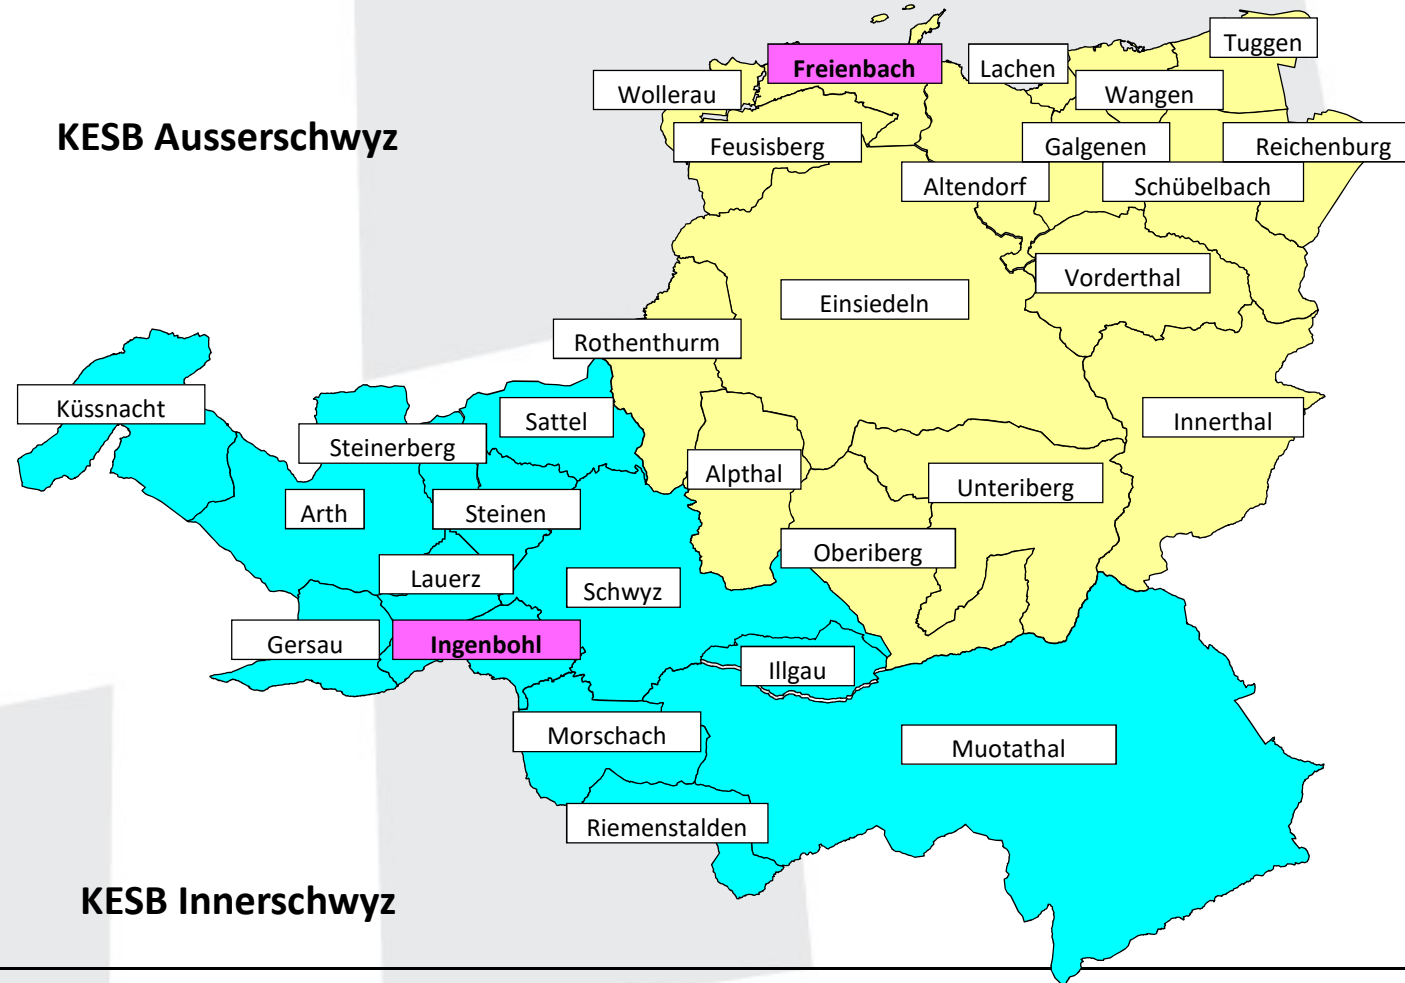 Tuggen
Freienbach
Lachen
Wollerau
Wangen
KESB Ausserschwyz
Feusisberg
Galgenen
Reichenburg
Altendorf
Schübelbach
Vorderthal
Einsiedeln
Rothenthurm
Küssnacht
Sattel
Innerthal
Steinerberg
Alpthal
Unteriberg
Arth
Steinen
Oberiberg
Lauerz
Schwyz
Gersau
Ingenbohl
Illgau
Morschach
Muotathal
Riemenstalden
KESB Innerschwyz